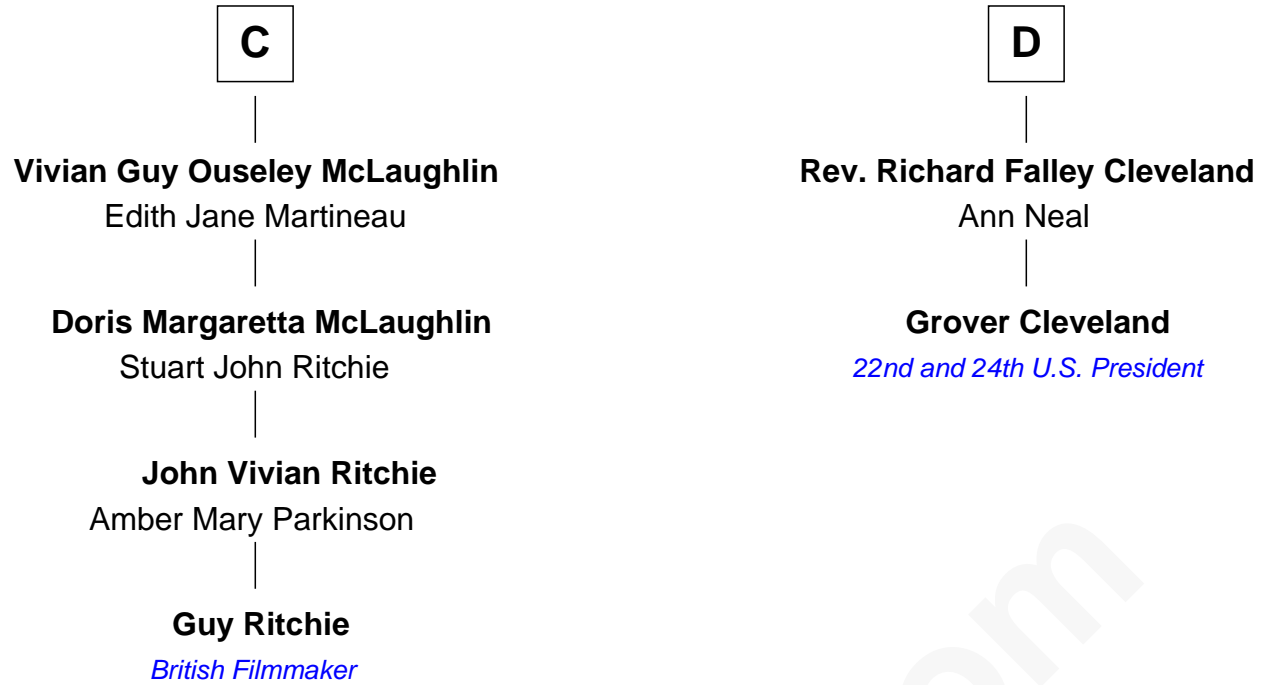 C
Vivian Guy Ouseley McLaughlin
Edith Jane Martineau
Doris Margaretta McLaughlin
Stuart John Ritchie
John Vivian Ritchie
Amber Mary Parkinson
Guy Ritchie
British Filmmaker
D
Rev. Richard Falley Cleveland
Ann Neal
Grover Cleveland
22nd and 24th U.S. President
om